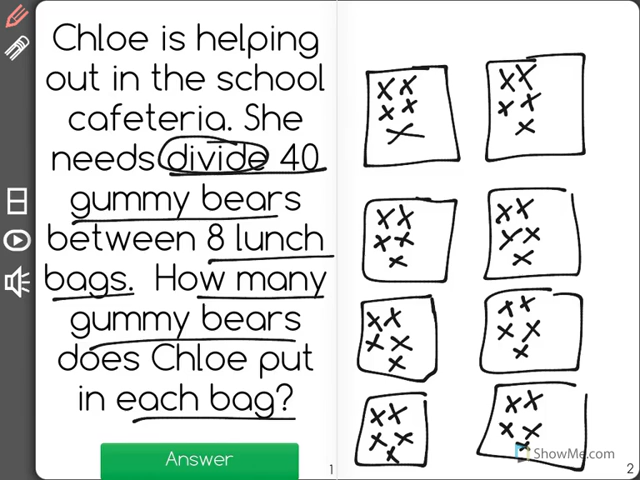 Chloe is helping
out in the school
cafeteria. She
needs divide 40
gummy bears
between 8 lunch
bags. How many
gummy bears
does Chloe put
in each bag?
Answer
1
ShowMe.com
2